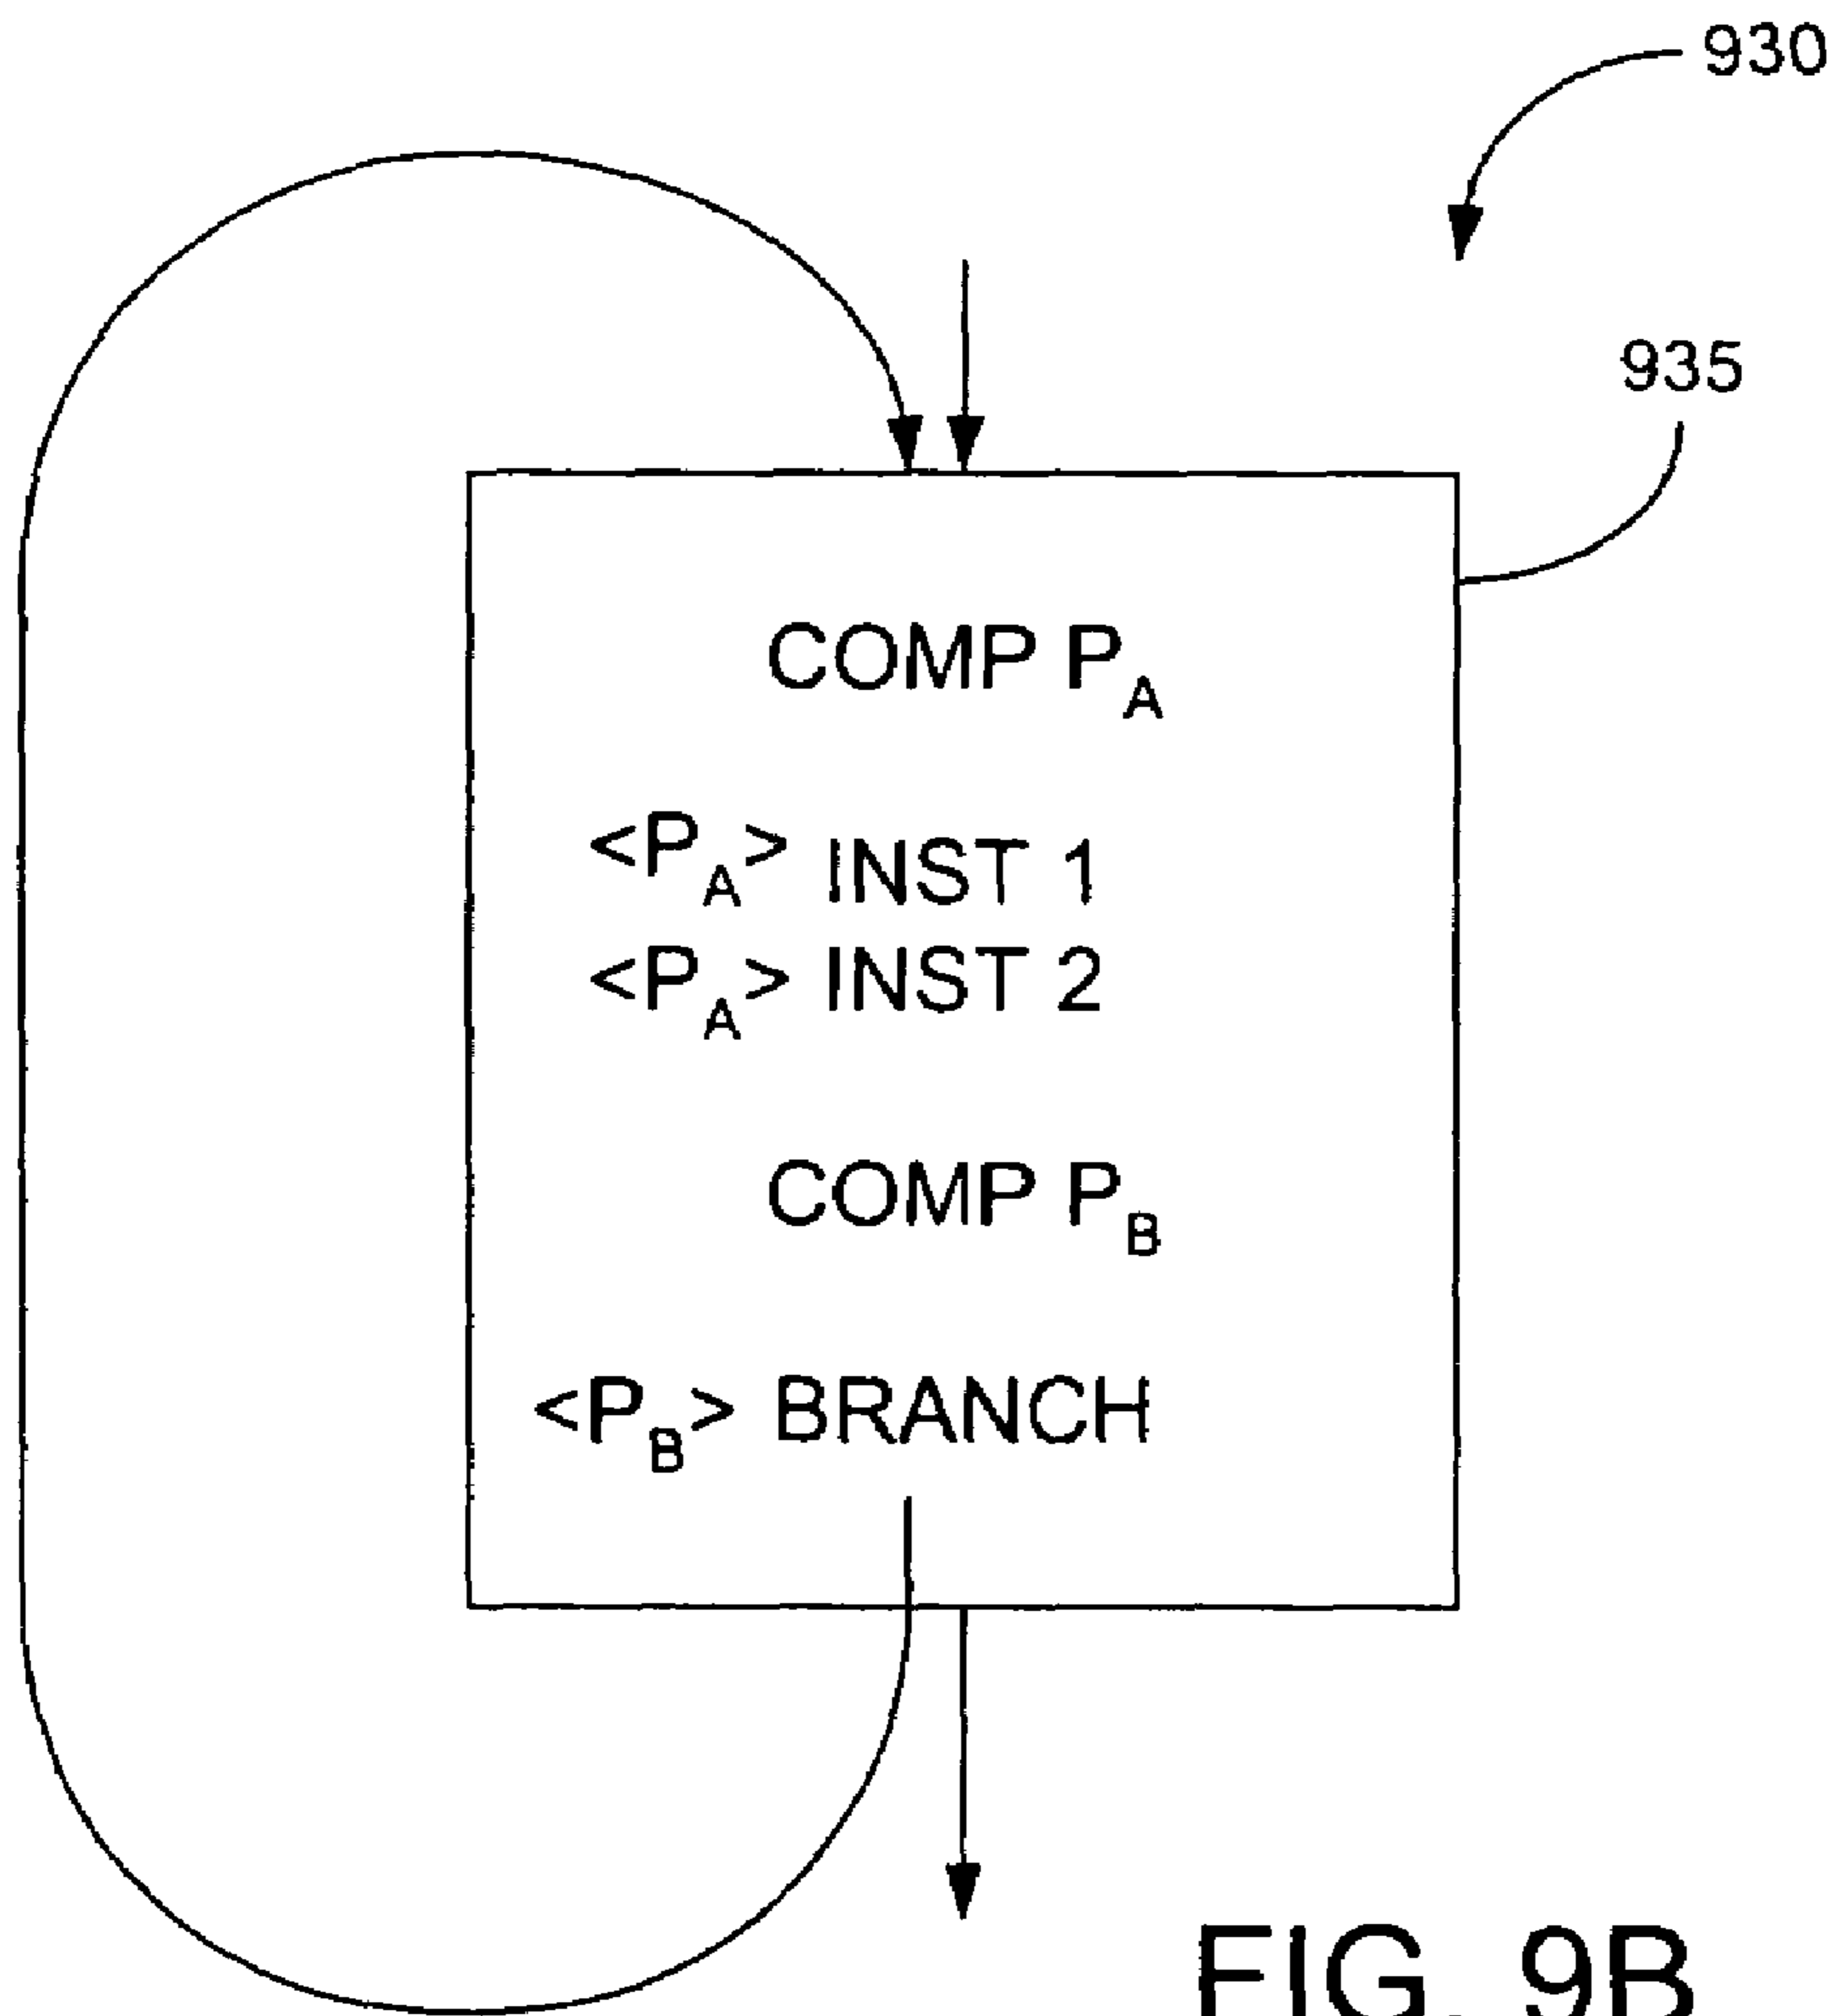 930
935
COMP P_A
<P_A> INST 1
<P_A> INST 2
COMP P_B
<P_B> BRANCH
FIG. 9B